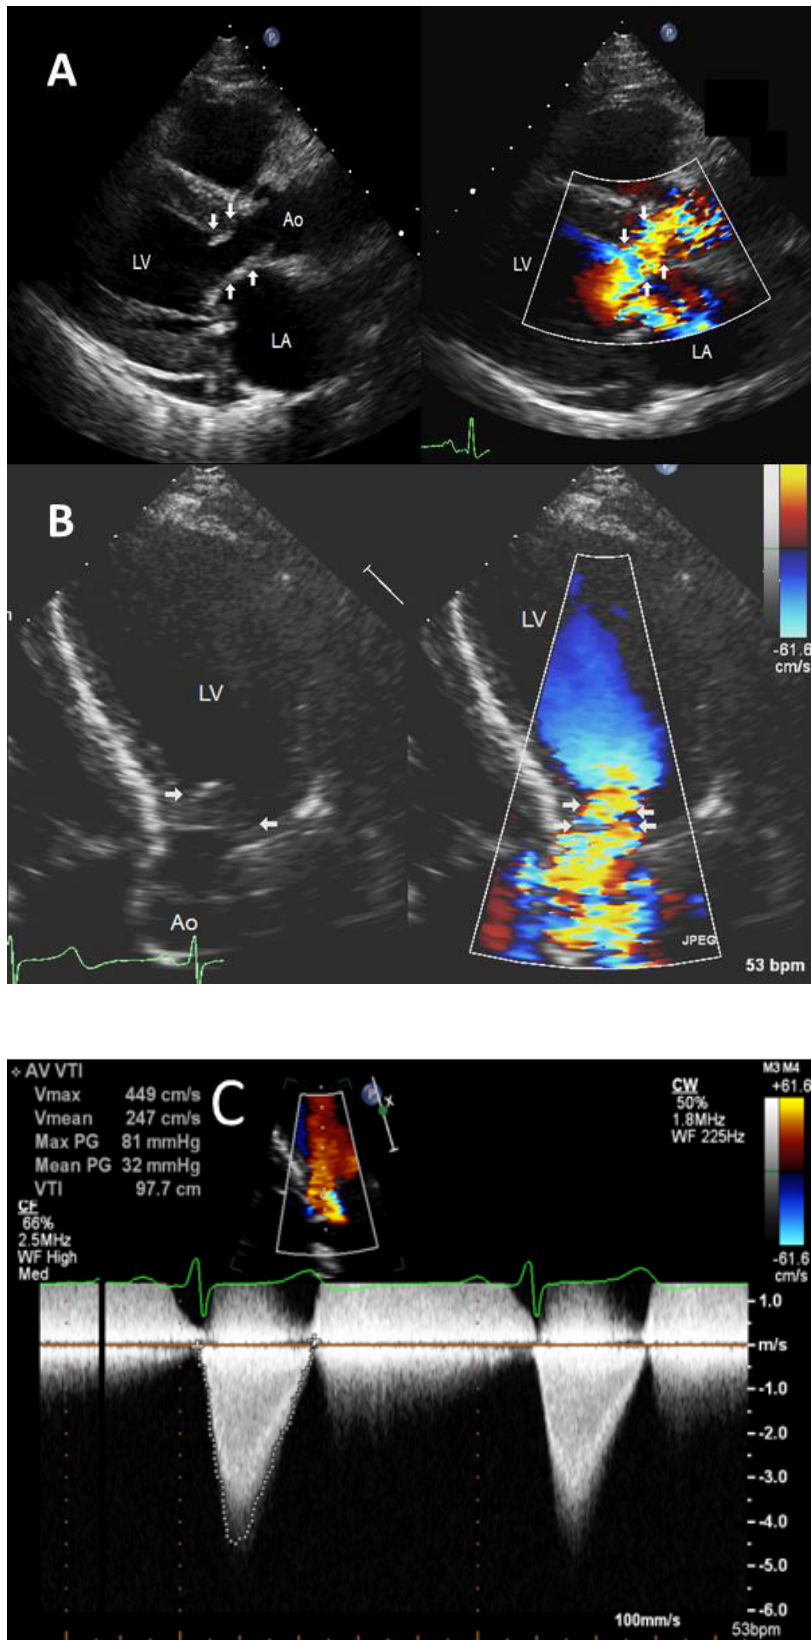 A
P
P
Ao
LV
LA
LV
LA
B
LV
Ao
LV
-61.6
cm/s
JPEG
53 bpm
AV VTI
Vmax 449 cm/s
Vmean 247 cm/s
Max PG 81 mmHg
Mean PG 32 mmHg
VTI 97.7 cm
C
P
X
CF
66%
2.5MHz
WF High
Med
CW
50%
1.8MHz
WF 225Hz
M3 M4
+61.6
-61.6
cm/s
1.0
m/s
-1.0
-2.0
-3.0
-4.0
-5.0
-6.0
100mm/s
53bpm